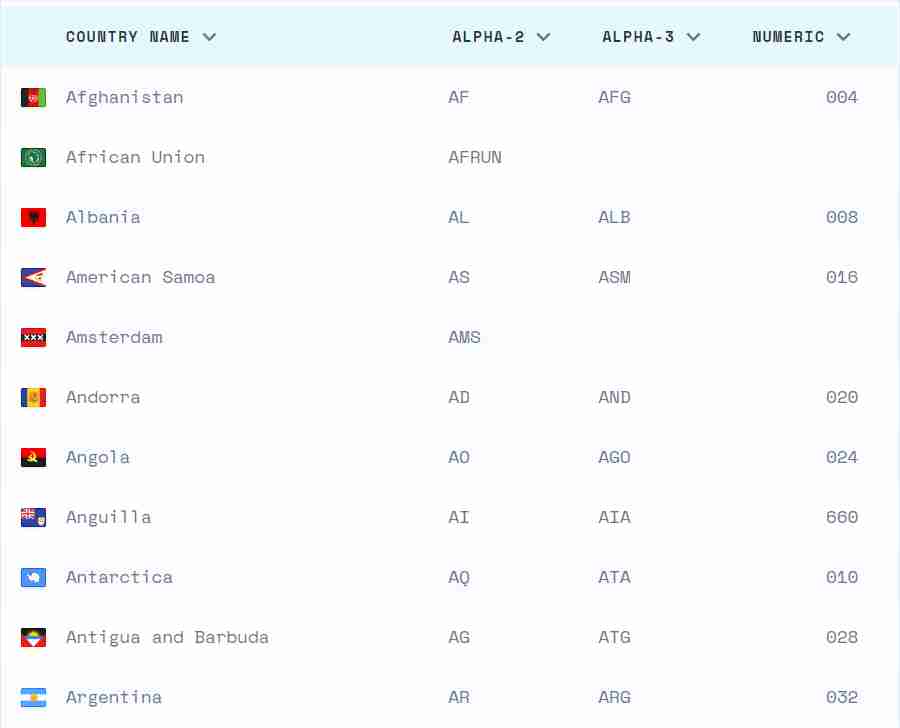 COUNTRY NAME ALPHA-2 ALPHA-3 NUMERIC
Afghanistan AF AFG 004
African Union AFRUN
Albania AL ALB 008
American Samoa AS ASM 016
Amsterdam AMS
Andorra AD AND 020
Angola AO AGO 024
Anguilla AI AIA 660
Antarctica AQ ATA 010
Antigua and Barbuda AG ATG 028
Argentina AR ARG 032